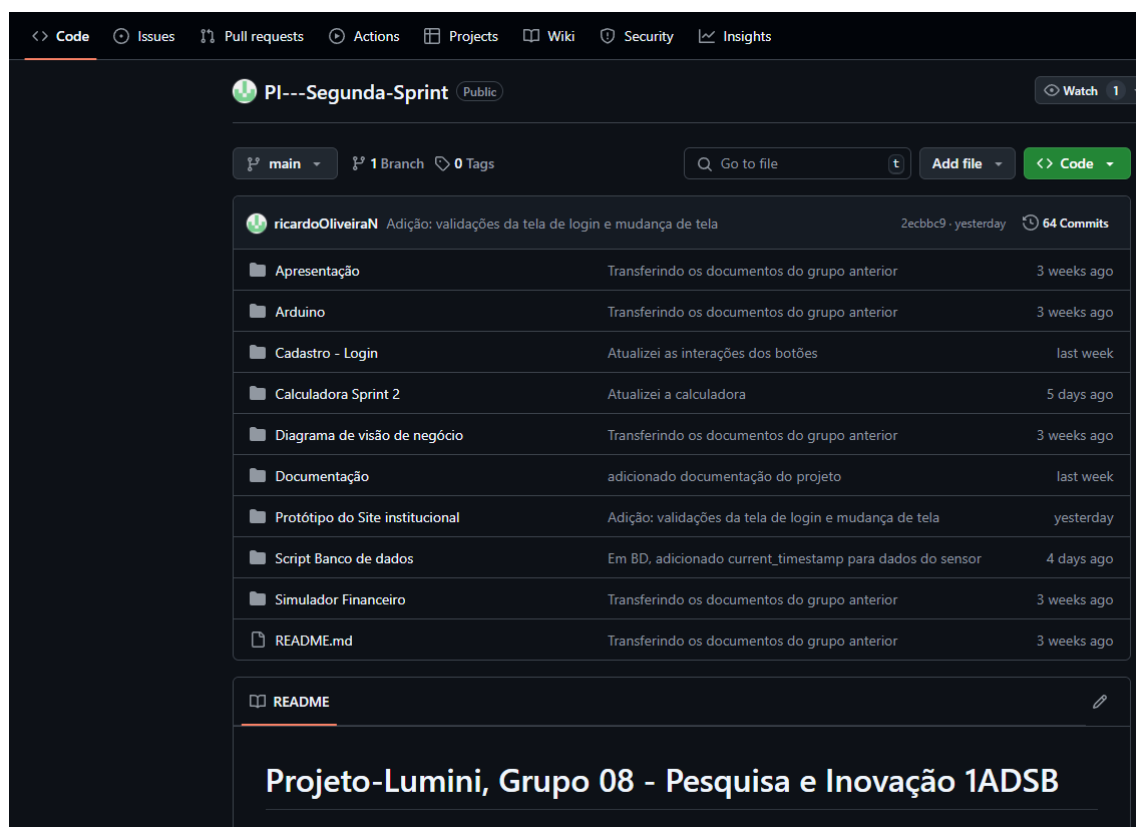 Code Issues Pull requests Actions Projects Wiki Security Insights
PI---Segunda-Sprint Public Watch 1
main 1 Branch 0 Tags Go to file t Add file Code
ricardoOliveiraN Adição: validações da tela de login e mudança de tela 2ecbbc9 · yesterday 64 Commits
Apresentação Transferindo os documentos do grupo anterior 3 weeks ago
Arduino Transferindo os documentos do grupo anterior 3 weeks ago
Cadastro - Login Atualizei as interações dos botões last week
Calculadora Sprint 2 Atualizei a calculadora 5 days ago
Diagrama de visão de negócio Transferindo os documentos do grupo anterior 3 weeks ago
Documentação adicionado documentação do projeto last week
Protótipo do Site institucional Adição: validações da tela de login e mudança de tela yesterday
Script Banco de dados Em BD, adicionado current_timestamp para dados do sensor 4 days ago
Simulador Financeiro Transferindo os documentos do grupo anterior 3 weeks ago
README.md Transferindo os documentos do grupo anterior 3 weeks ago
README
Projeto-Lumini, Grupo 08 - Pesquisa e Inovação 1ADSB